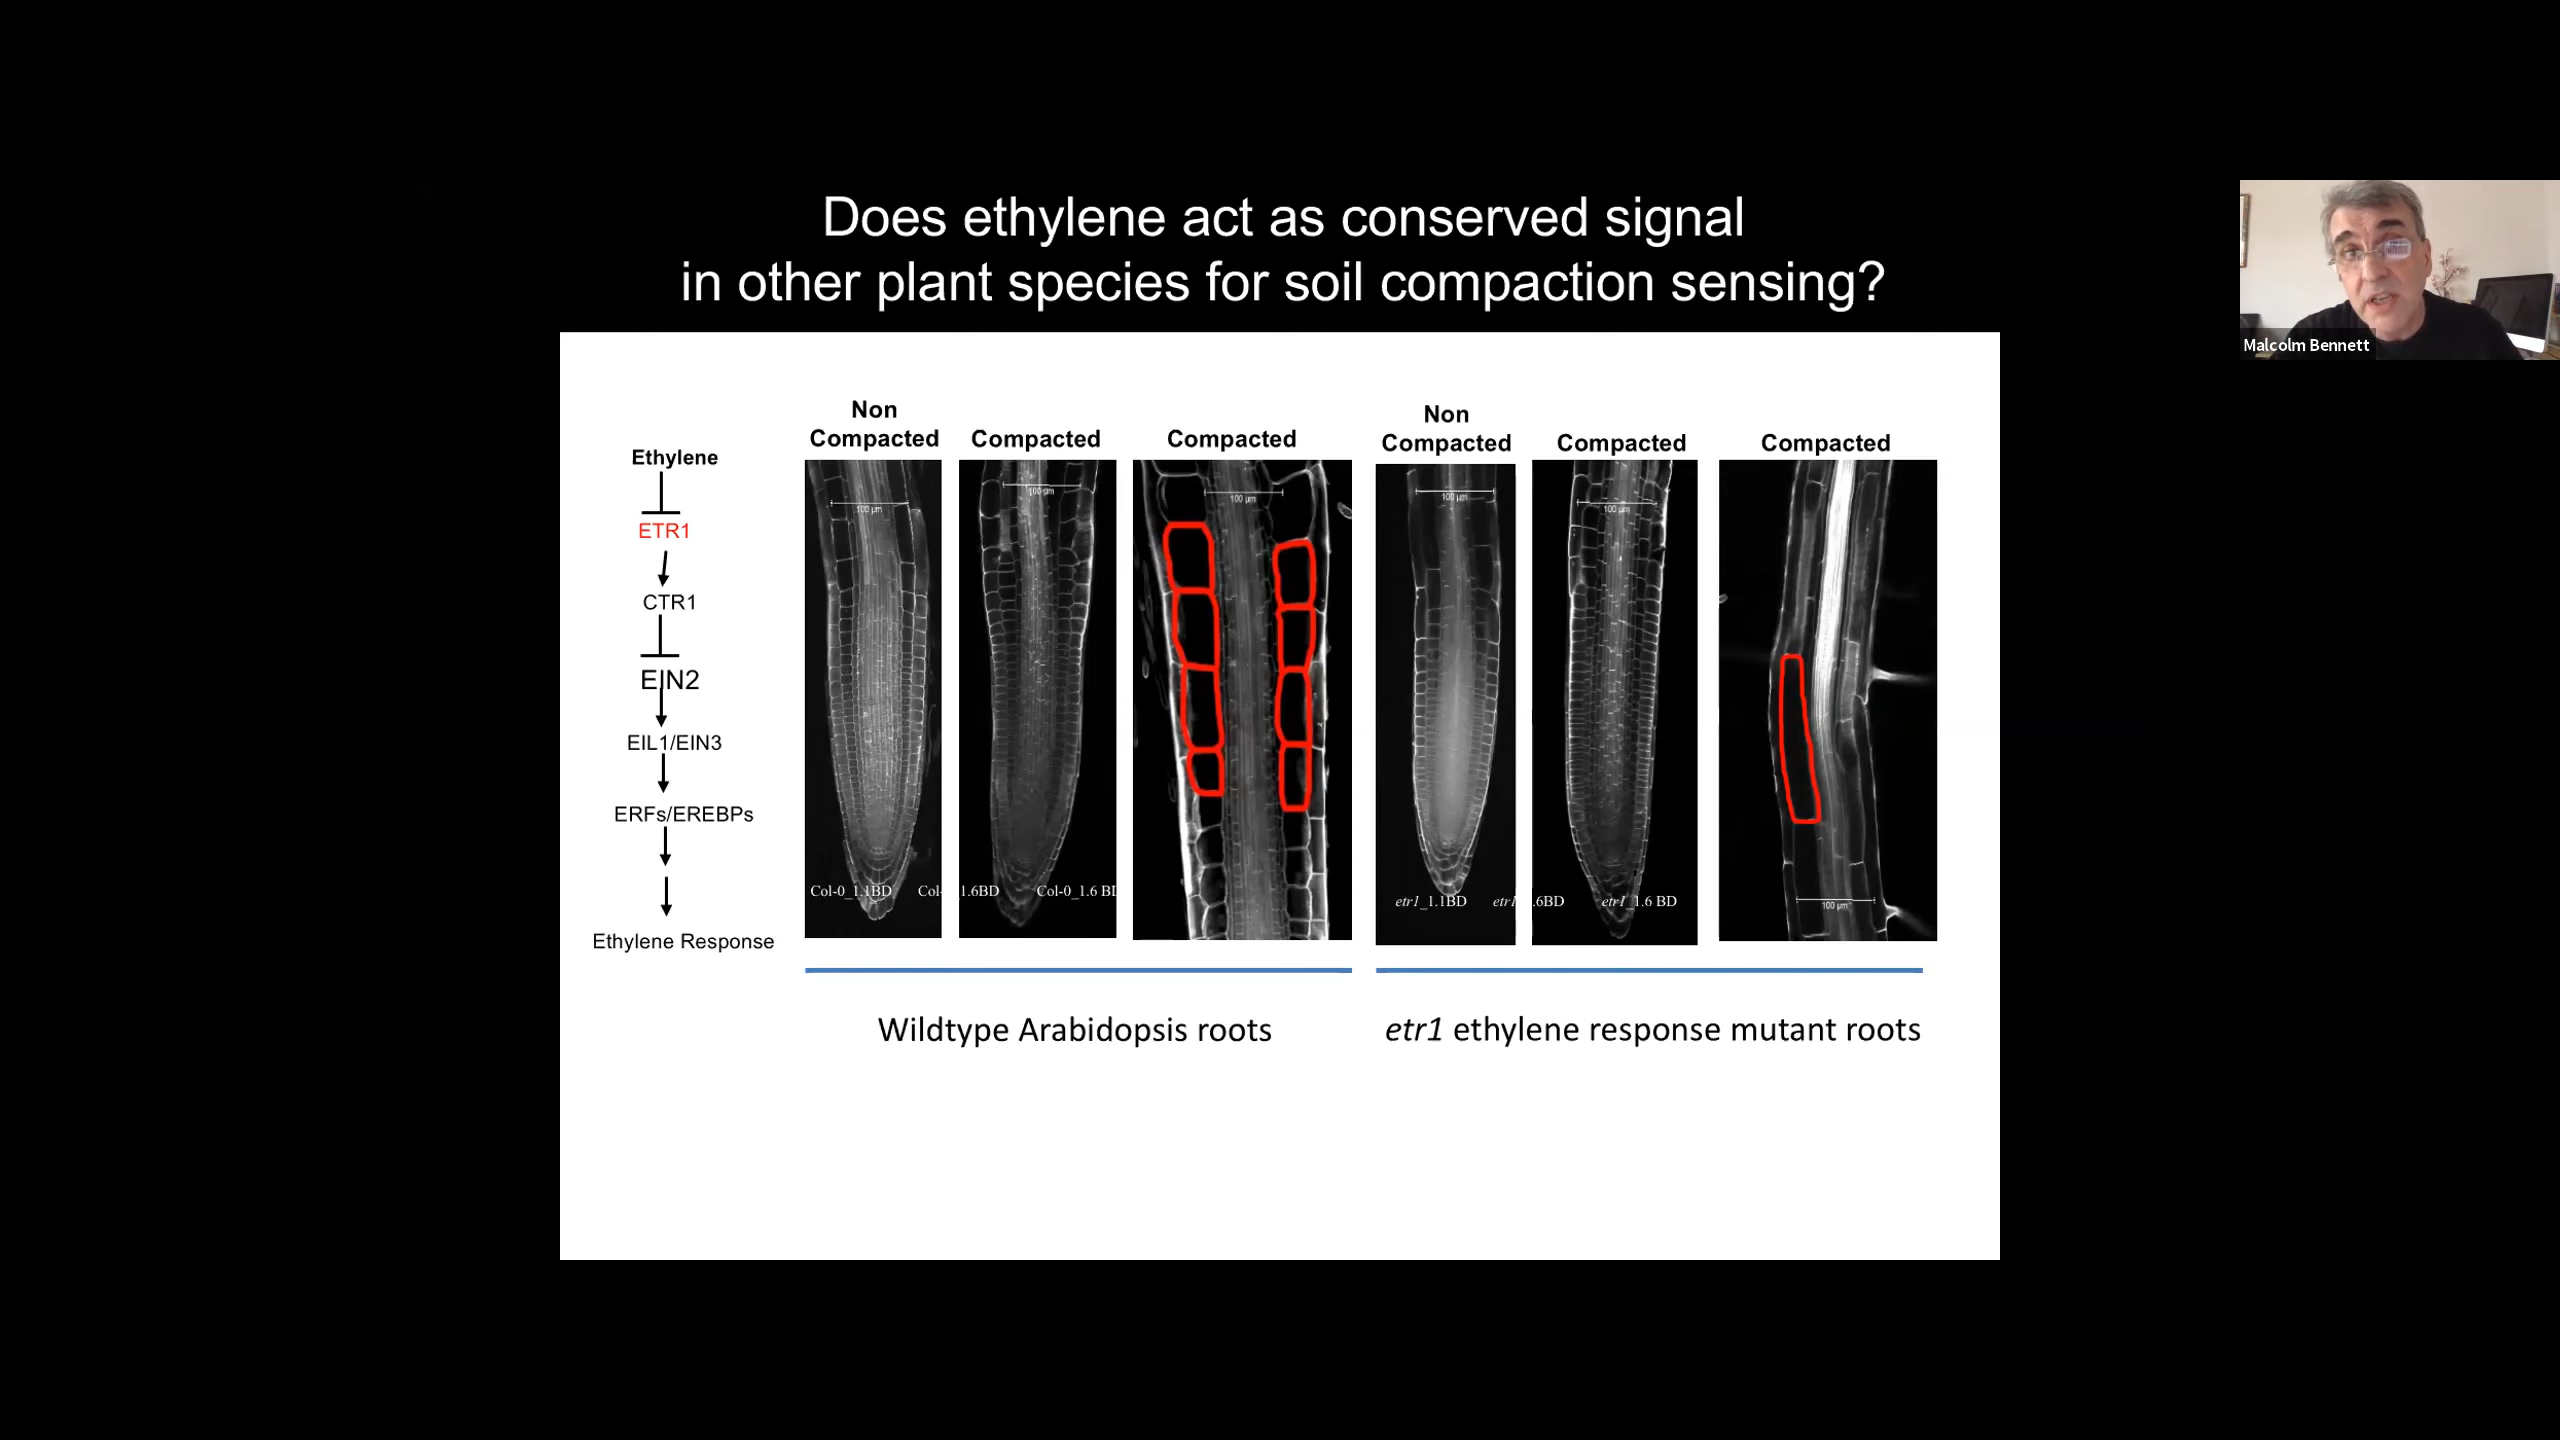 Does ethylene act as conserved signal
in other plant species for soil compaction sensing?
Malcolm Bennett
Ethylene
ETR1
CTR1
EIN2
EIL1/EIN3
ERFs/EREBPs
Ethylene Response
Non
Compacted
Compacted
Compacted
Non
Compacted
Compacted
Compacted
100 µm
100 µm
100 µm
100 µm
100 µm
100 µm
Col-0_1.1BD
Col- 1.6BD
Col-0_1.6 BD
etr1_1.1BD
etr1 .6BD
etr1_1.6 BD
Wildtype Arabidopsis roots
etr1 ethylene response mutant roots